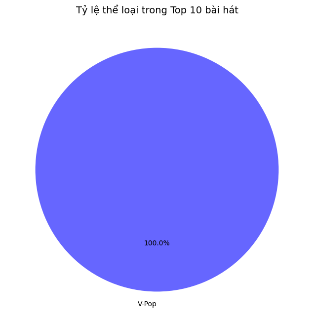 Tỷ lệ thể loại trong Top 10 bài hát
100.0%
V-Pop